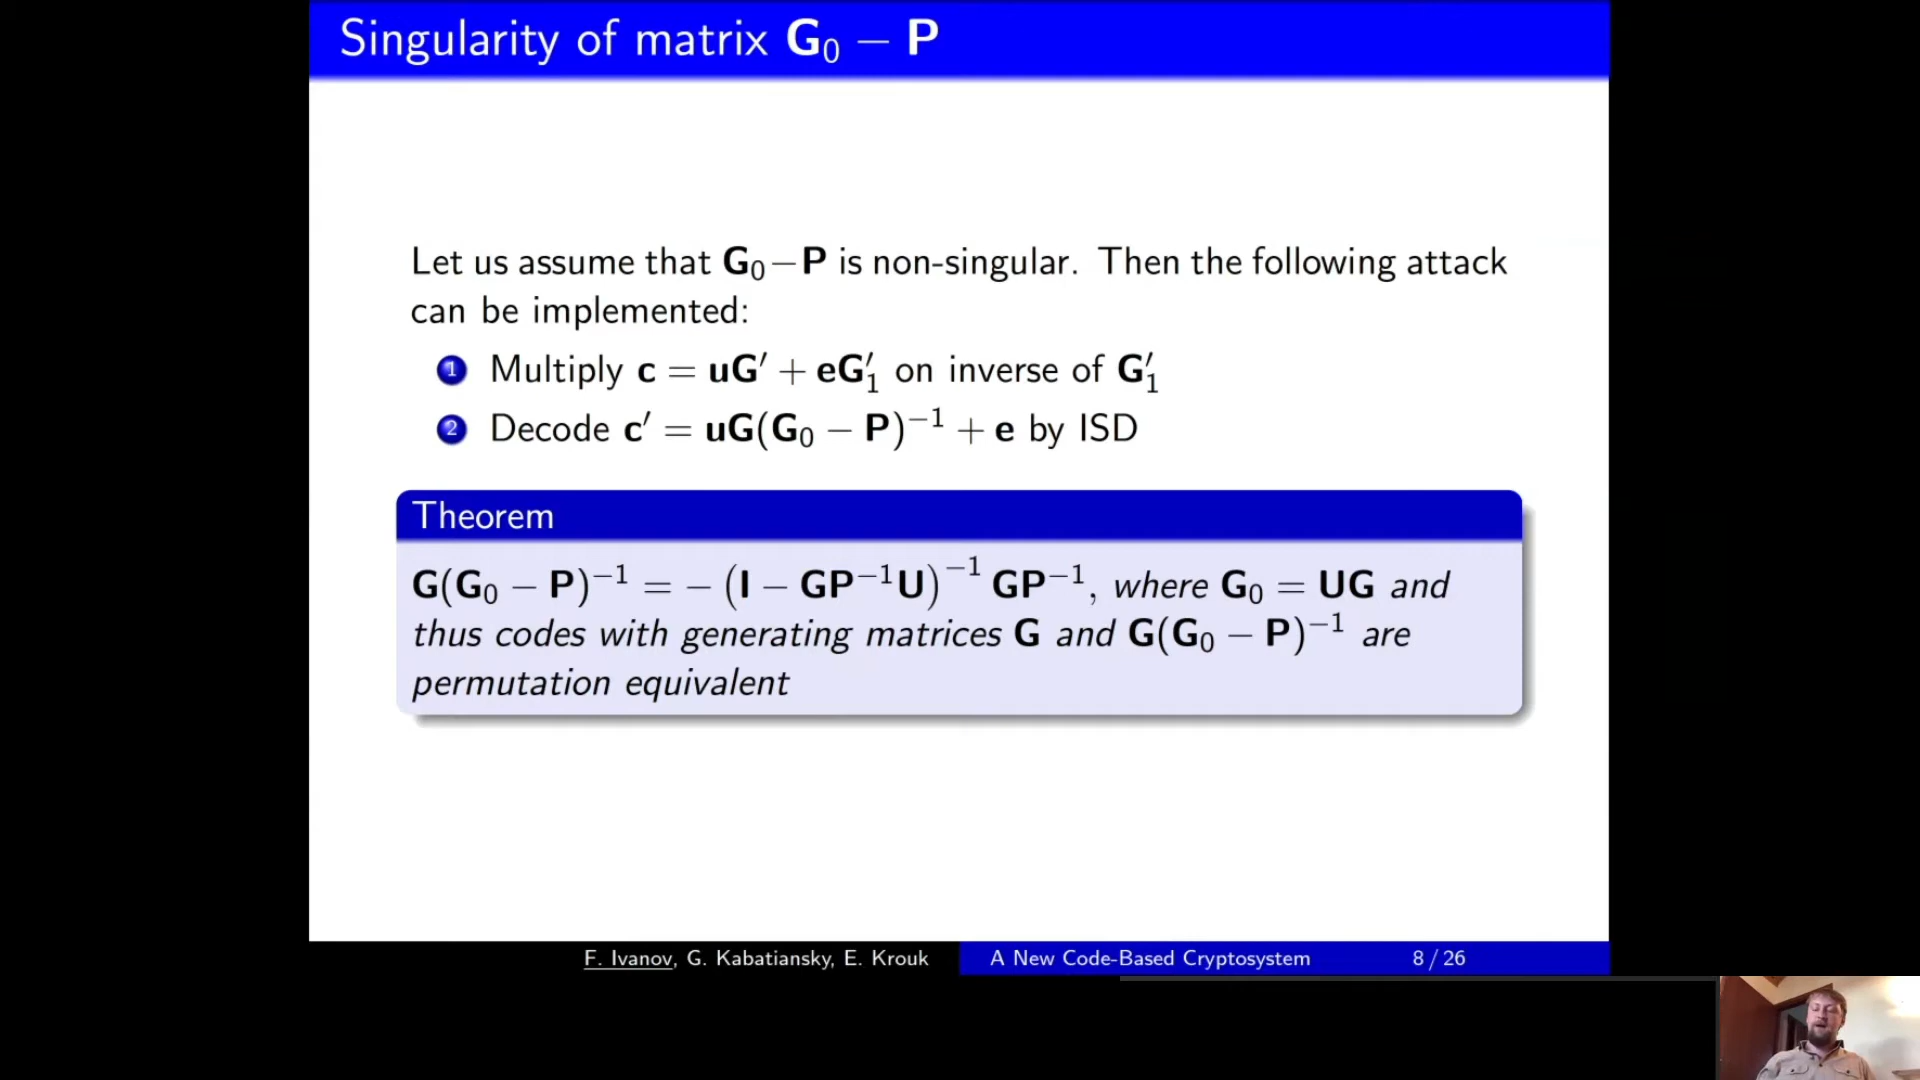 Singularity of matrix G₀ − P
Let us assume that G₀−P is non-singular. Then the following attack
can be implemented:
1 Multiply c = uG′ + eG′₁ on inverse of G′₁
2 Decode c′ = uG(G₀ − P)⁻¹ + e by ISD
Theorem
G(G₀ − P)⁻¹ = − (I − GP⁻¹U)⁻¹ GP⁻¹, where G₀ = UG and
thus codes with generating matrices G and G(G₀ − P)⁻¹ are
permutation equivalent
F. Ivanov, G. Kabatiansky, E. Krouk A New Code-Based Cryptosystem 8 / 26